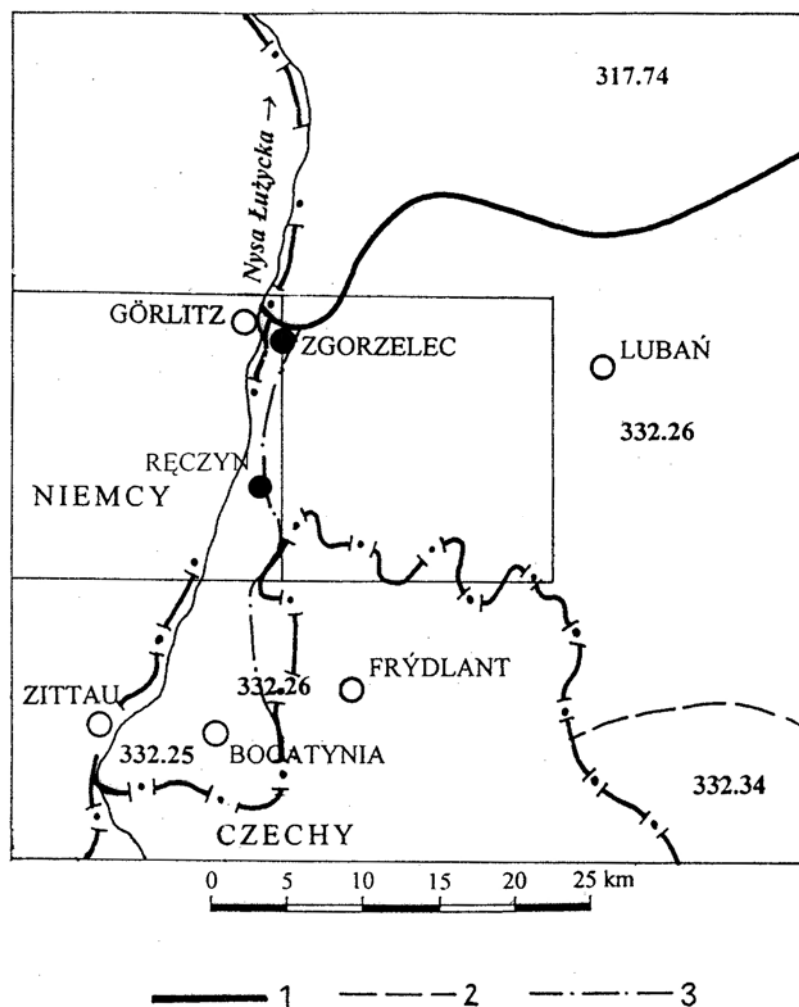 317.74
Nysa Łużycka →
GÖRLITZ
ZGORZELEC
LUBAŃ
332.26
RĘCZYN
NIEMCY
FRÝDLANT
332.26
ZITTAU
332.25
BOGATYNIA
332.34
CZECHY
0 5 10 15 20 25 km
1 2 3